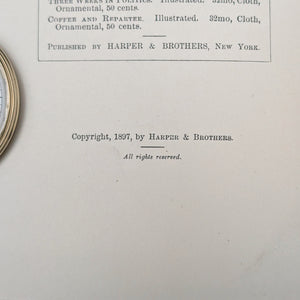 Three Weeks in Politics. Illustrated. 32mo, Cloth,
Ornamental, 50 cents.
Coffee and Repartee. Illustrated. 32mo, Cloth,
Ornamental, 50 cents.
Published by HARPER & BROTHERS, New York.
Copyright, 1897, by Harper & Brothers.
All rights reserved.